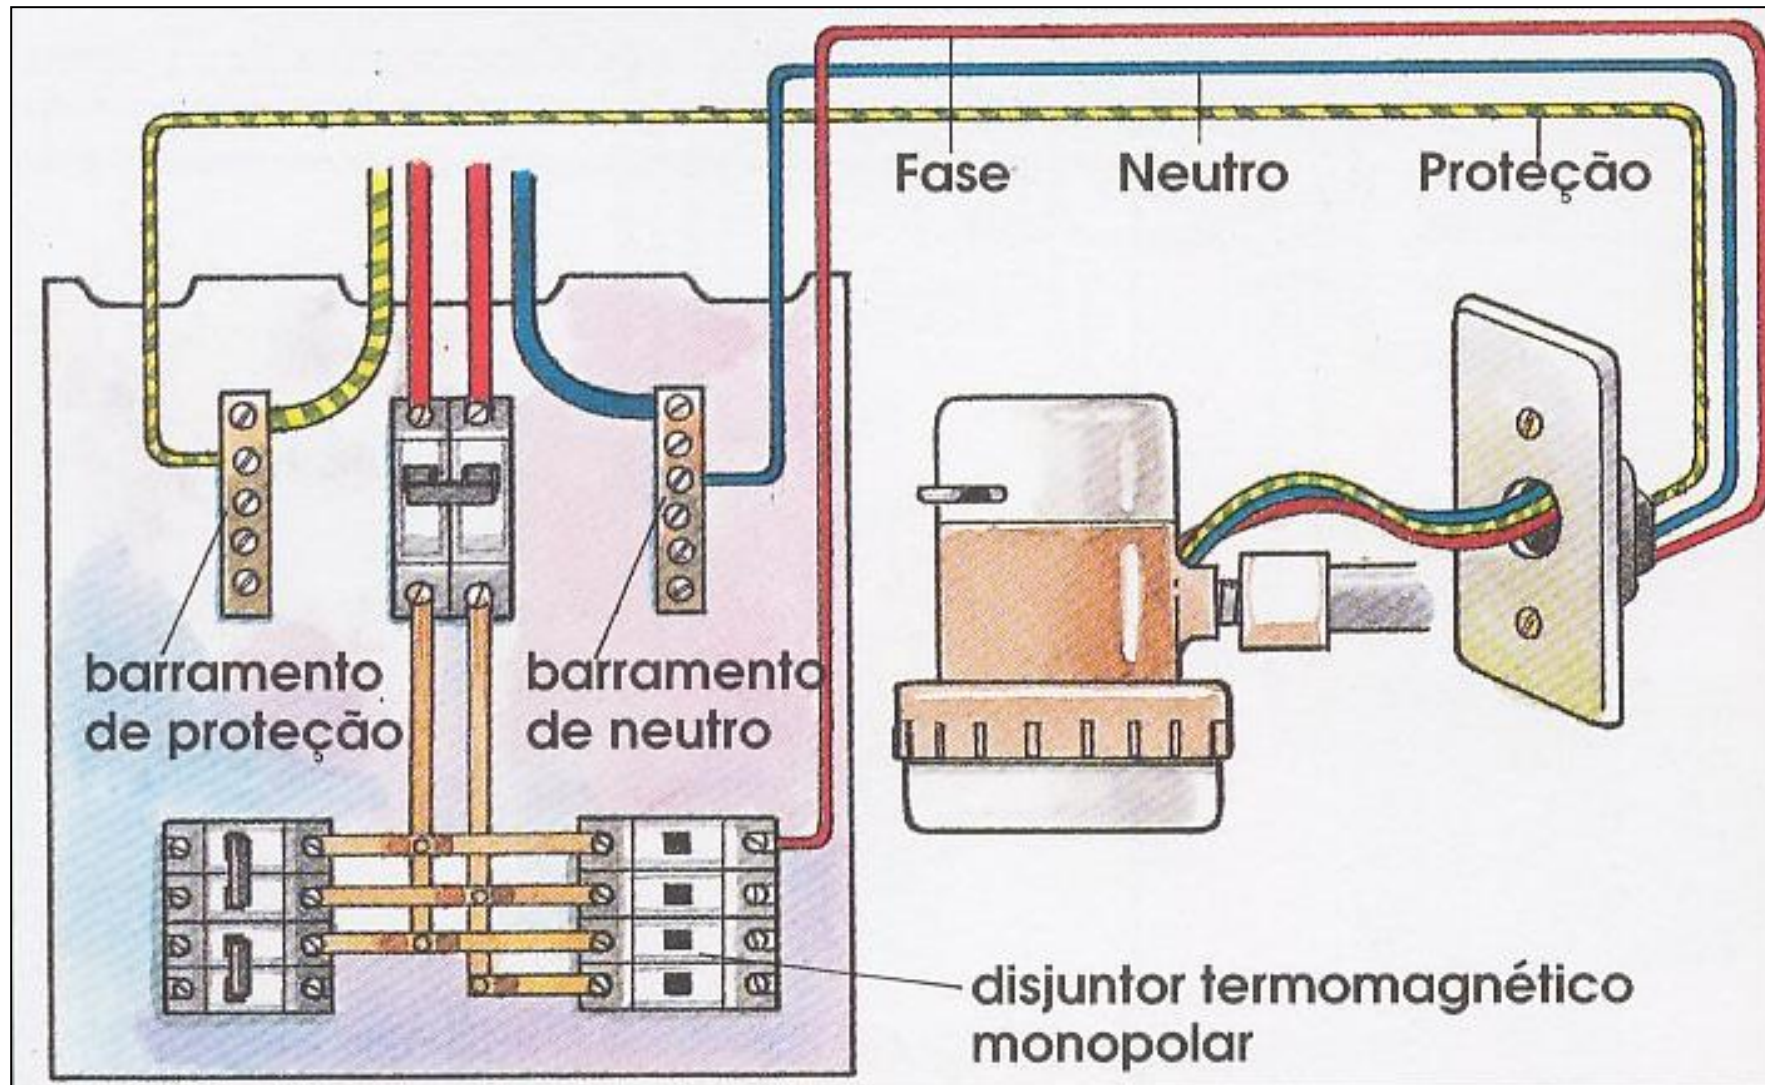 Fase Neutro Proteção
barramento
de proteção
barramento
de neutro
disjuntor termomagnético
monopolar